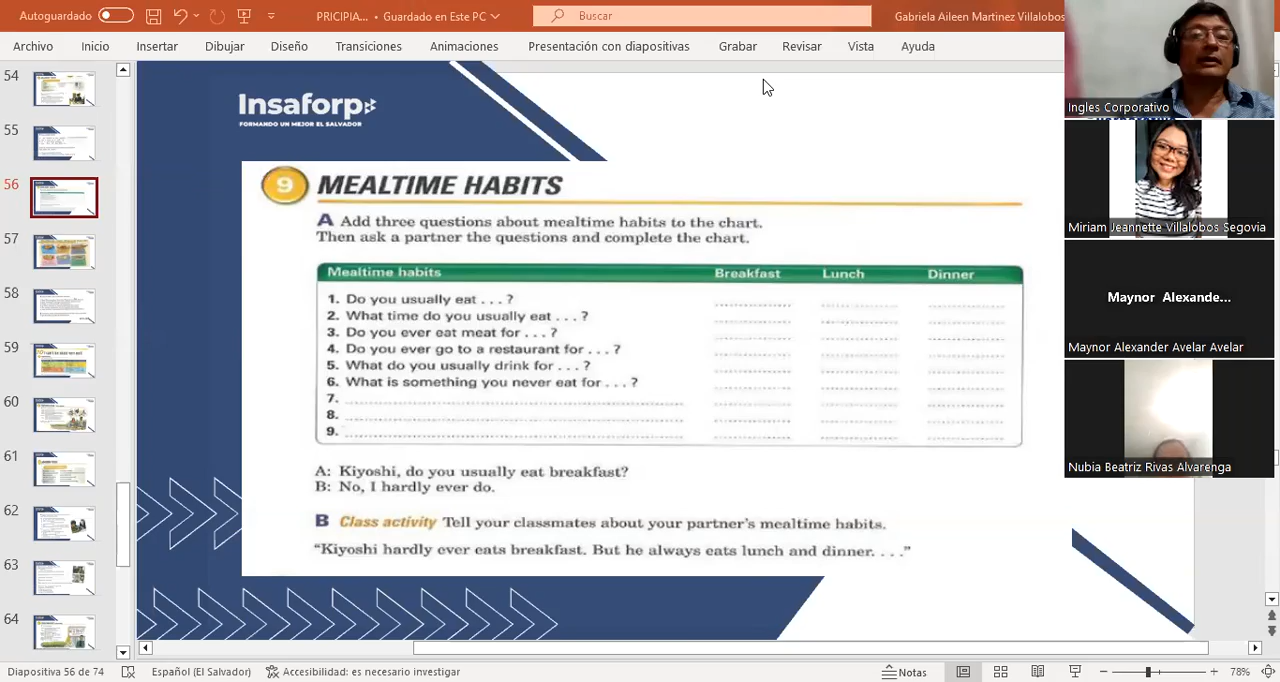 Autoguardado
PRICIPIA... • Guardado en Este PC
Buscar
Gabriela Aileen Martinez Villalobos
Archivo Inicio Insertar Dibujar Diseño Transiciones Animaciones Presentación con diapositivas Grabar Revisar Vista Ayuda
Ingles Corporativo
Miriam Jeannette Villalobos Segovia
Maynor Alexande...
Maynor Alexander Avelar Avelar
Nubia Beatriz Rivas Alvarenga
54
55
56
57
58
59
60
61
62
63
64
Insaforp
FORMANDO UN MEJOR EL SALVADOR
9 MEALTIME HABITS
A Add three questions about mealtime habits to the chart.
Then ask a partner the questions and complete the chart.
Mealtime habits Breakfast Lunch Dinner
1. Do you usually eat . . . ?
2. What time do you usually eat . . . ?
3. Do you ever eat meat for . . . ?
4. Do you ever go to a restaurant for . . . ?
5. What do you usually drink for . . . ?
6. What is something you never eat for . . . ?
7.
8.
9.
A: Kiyoshi, do you usually eat breakfast?
B: No, I hardly ever do.
B Class activity Tell your classmates about your partner's mealtime habits.
"Kiyoshi hardly ever eats breakfast. But he always eats lunch and dinner. . . ."
Diapositiva 56 de 74 Español (El Salvador) Accesibilidad: es necesario investigar Notas 78%